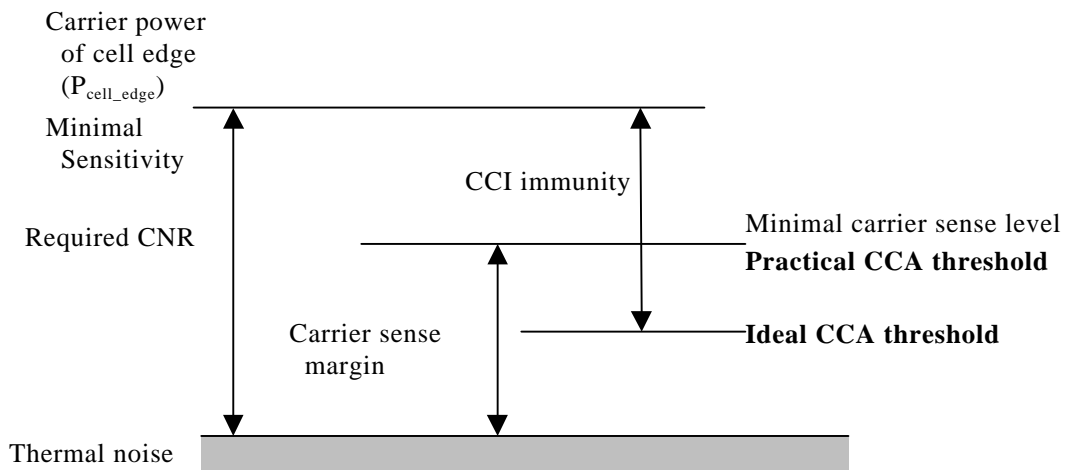 Carrier power
of cell edge
(P_cell_edge)
Minimal
Sensitivity
CCI immunity
Required CNR
Minimal carrier sense level
Practical CCA threshold
Carrier sense
margin
Ideal CCA threshold
Thermal noise